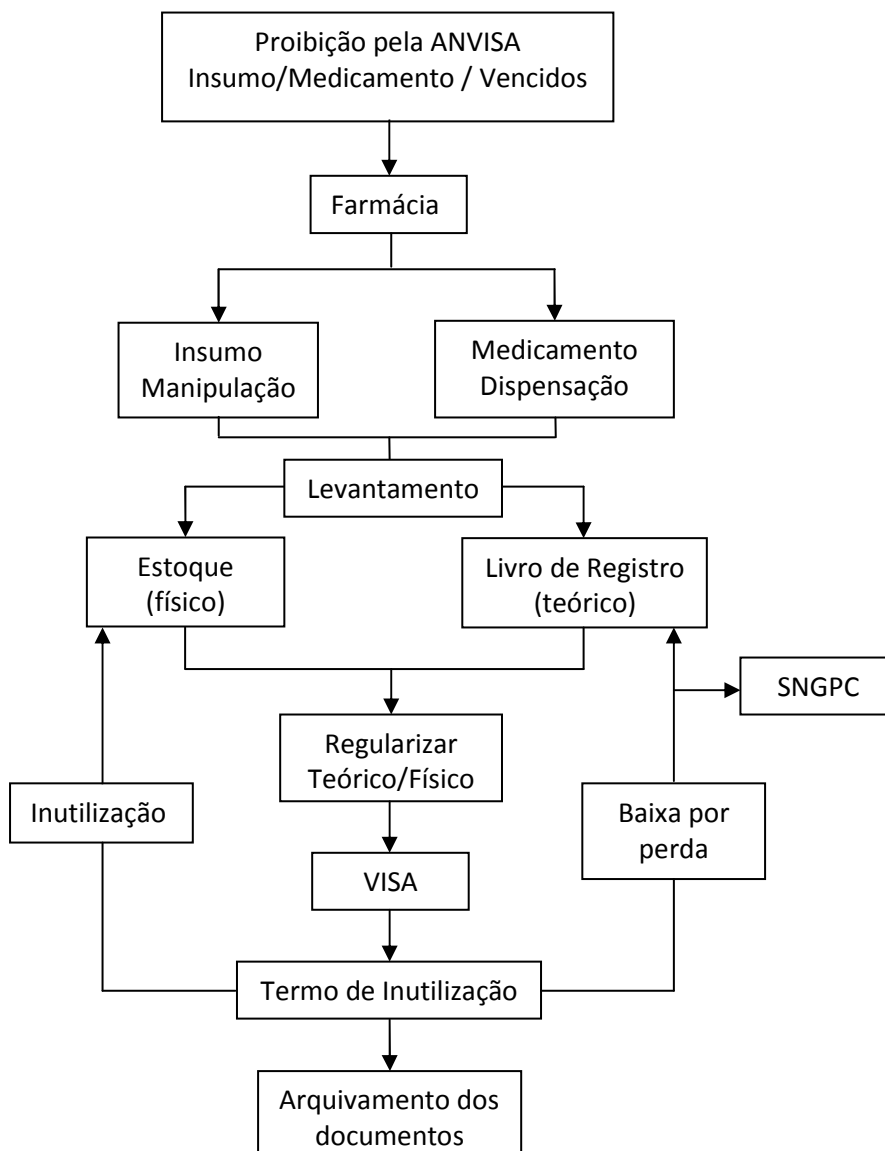 Proibição pela ANVISA
Insumo/Medicamento / Vencidos
Farmácia
Insumo
Manipulação
Medicamento
Dispensação
Levantamento
Estoque
(físico)
Livro de Registro
(teórico)
SNGPC
Regularizar
Teórico/Físico
Inutilização
Baixa por
perda
VISA
Termo de Inutilização
Arquivamento dos
documentos